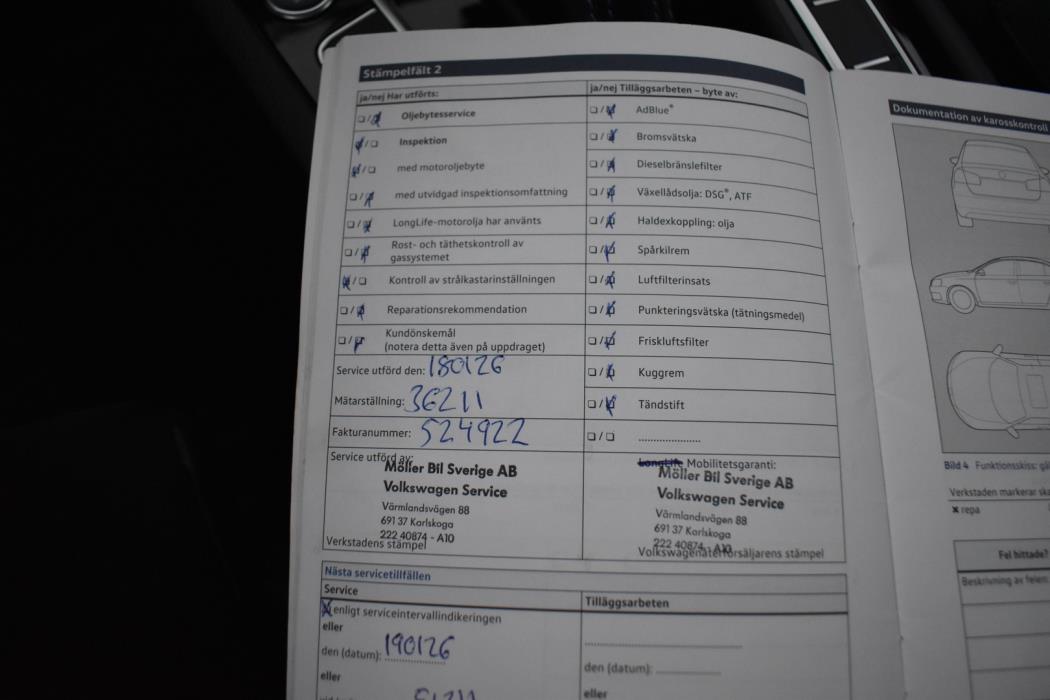 Stämpelfält 2
ja/nej Har utförts:
☐/☒ Oljebytesservice
☒/☐ Inspektion
☒/☐ med motoroljebyte
☐/☒ med utvidgad inspektionsomfattning
☐/☒ LongLife-motorolja har använts
☐/☒ Rost- och täthetskontroll av
gassystemet
☒/☐ Kontroll av strålkastarinställningen
☐/☒ Reparationsrekommendation
☐/☒ Kundönskemål
(notera detta även på uppdraget)
Service utförd den: 180126
Mätarställning: 36211
Fakturanummer: 524922
Service utförd av:
Möller Bil Sverige AB
Volkswagen Service
Värmlandsvägen 88
691 37 Karlskoga
222 40874 - A10
Verkstadens stämpel
ja/nej Tilläggsarbeten – byte av:
☐/☒ AdBlue®
☐/☒ Bromsvätska
☐/☒ Dieselbränslefilter
☐/☒ Växellådsolja: DSG®, ATF
☐/☒ Haldexkoppling: olja
☐/☒ Spårkilrem
☐/☒ Luftfilterinsats
☐/☒ Punkteringsvätska (tätningsmedel)
☐/☒ Friskluftsfilter
☐/☒ Kuggrem
☐/☒ Tändstift
☐/☐ ....................
LongLife Mobilitetsgaranti:
Möller Bil Sverige AB
Volkswagen Service
Värmlandsvägen 88
691 37 Karlskoga
222 40874 - A10
Volkswagenåterförsäljarens stämpel
Nästa servicetillfällen
Service
☒ enligt serviceintervallindikeringen
eller
den (datum): 190126
eller
51211
Tilläggsarbeten
den (datum):
eller
Dokumentation av karosskontroll
Bild 4 Funktionsskiss:
Verkstaden markerar
✖ repa
Fel hittade?
Beskrivning av felen: